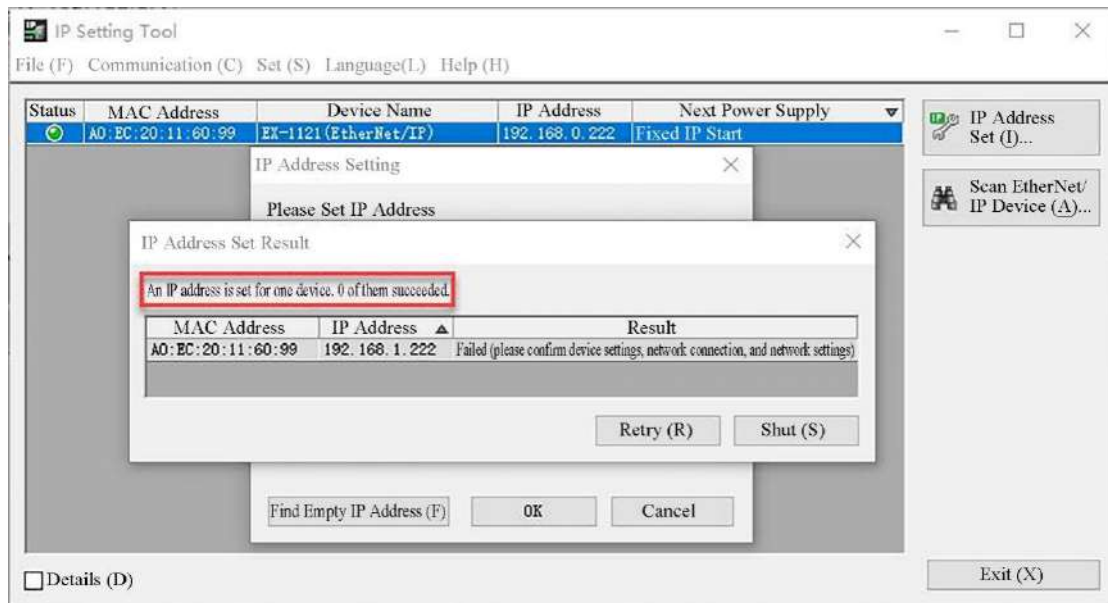 IP Setting Tool
File (F) Communication (C) Set (S) Language(L) Help (H)
Status MAC Address Device Name IP Address Next Power Supply
A0:EC:20:11:60:99 EX-1121(EtherNet/IP) 192.168.0.222 Fixed IP Start
IP Address
Set (I)...
Scan EtherNet/
IP Device (A)...
IP Address Setting
Please Set IP Address
IP Address Set Result
An IP address is set for one device. 0 of them succeeded.
MAC Address IP Address Result
A0:EC:20:11:60:99 192.168.1.222 Failed (please confirm device settings, network connection, and network settings)
Retry (R) Shut (S)
Find Empty IP Address (F) OK Cancel
Details (D)
Exit (X)